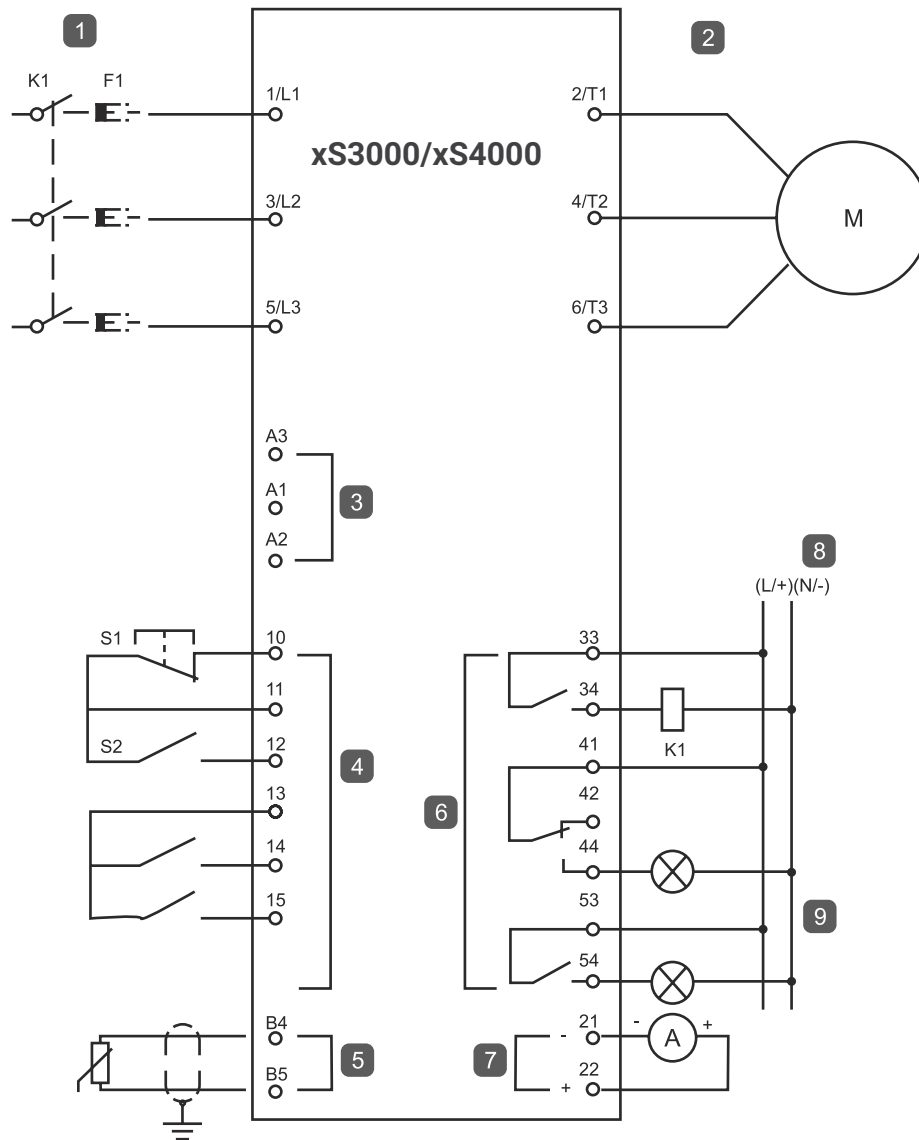 1
2
K1 F1
1/L1 2/T1
xS3000/xS4000
3/L2 4/T2
M
5/L3 6/T3
A3
A1
3
A2
8
(L/+)(N/-)
S1 10 33
11 34
S2 12 K1
41
4
13 42
6
14 44
15 53
9
54
B4 21 - +
- A
5 7
B5 22
+